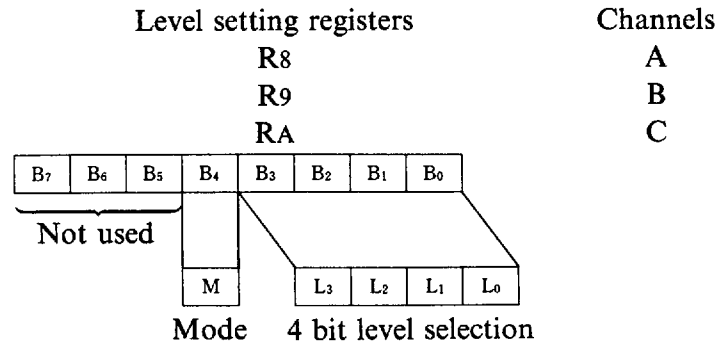 Level setting registers Channels
R8 A
R9 B
RA C
B7 B6 B5 B4 B3 B2 B1 B0
Not used
M L3 L2 L1 L0
Mode 4 bit level selection